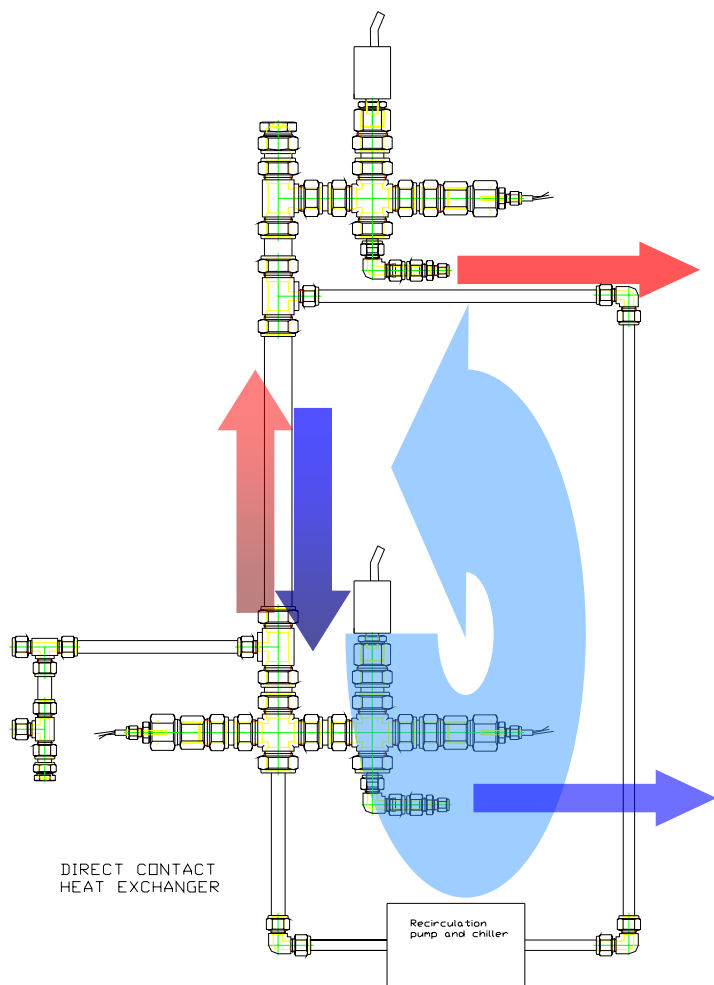 DIRECT CONTACT
HEAT EXCHANGER
Recirculation
pump and chiller